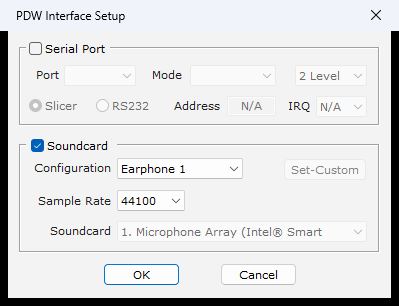 PDW Interface Setup
Serial Port
Port Mode 2 Level
Slicer RS232 Address N/A IRQ N/A
Soundcard
Configuration Earphone 1 Set-Custom
Sample Rate 44100
Soundcard 1. Microphone Array (Intel® Smart
OK Cancel